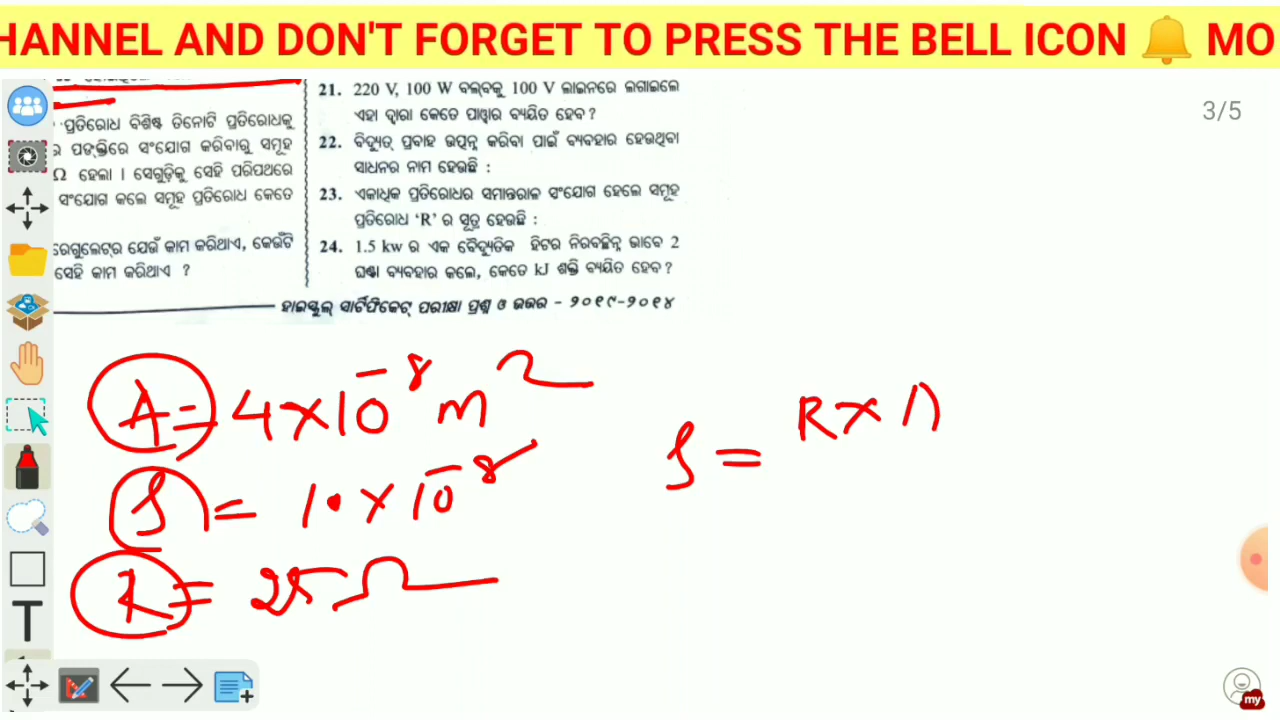 HANNEL AND DON'T FORGET TO PRESS THE BELL ICON 🔔 MO
3/5
ପ୍ରତିରୋଧ ବିଶିଷ୍ଟ ତିନୋଟି ପ୍ରତିରୋଧକୁ
ପଙ୍କ୍ତିରେ ସଂଯୋଗ କରିବାରୁ ସମୂହ
Ω ହେଲା । ସେଗୁଡ଼ିକୁ ସେହି ପରିପଥରେ
ସଂଯୋଗ କଲେ ସମୂହ ପ୍ରତିରୋଧ କେତେ
ରେଗୁଲେଟର ଯେଉଁ କାମ କରିଥାଏ, କେଉଁଟି
ସେହି କାମ କରିଥାଏ ?
21. 220 V, 100 W ବଲ୍‌ବକୁ 100 V ଲାଇନରେ ଲଗାଇଲେ
ଏହା ଦ୍ୱାରା କେତେ ପାୱାର ବ୍ୟୟିତ ହେବ ?
22. ବିଦ୍ୟୁତ୍ ପ୍ରବାହ ଉତ୍ପନ୍ନ କରିବା ପାଇଁ ବ୍ୟବହାର ହେଉଥିବା
ସାଧନର ନାମ ହେଉଛି :
23. ଏକାଧିକ ପ୍ରତିରୋଧର ସମାନ୍ତରାଳ ସଂଯୋଗ ହେଲେ ସମୂହ
ପ୍ରତିରୋଧ ‘R’ ର ସୂତ୍ର ହେଉଛି :
24. 1.5 kw ର ଏକ ବୈଦ୍ୟୁତିକ ହିଟର ନିରବଚ୍ଛିନ୍ନ ଭାବେ 2
ଘଣ୍ଟା ବ୍ୟବହାର କଲେ, କେତେ kJ ଶକ୍ତି ବ୍ୟୟିତ ହେବ ?
ହାଇସ୍କୁଲ୍ ସାର୍ଟିଫିକେଟ୍ ପରୀକ୍ଷା ପ୍ରଶ୍ନ ଓ ଉତ୍ତର - ୨୦୧୯-୨୦୧୪
A = 4 × 10⁻⁸ m²
ρ = 10 × 10⁻⁸
R = 25 Ω
ρ = R ×
T
my